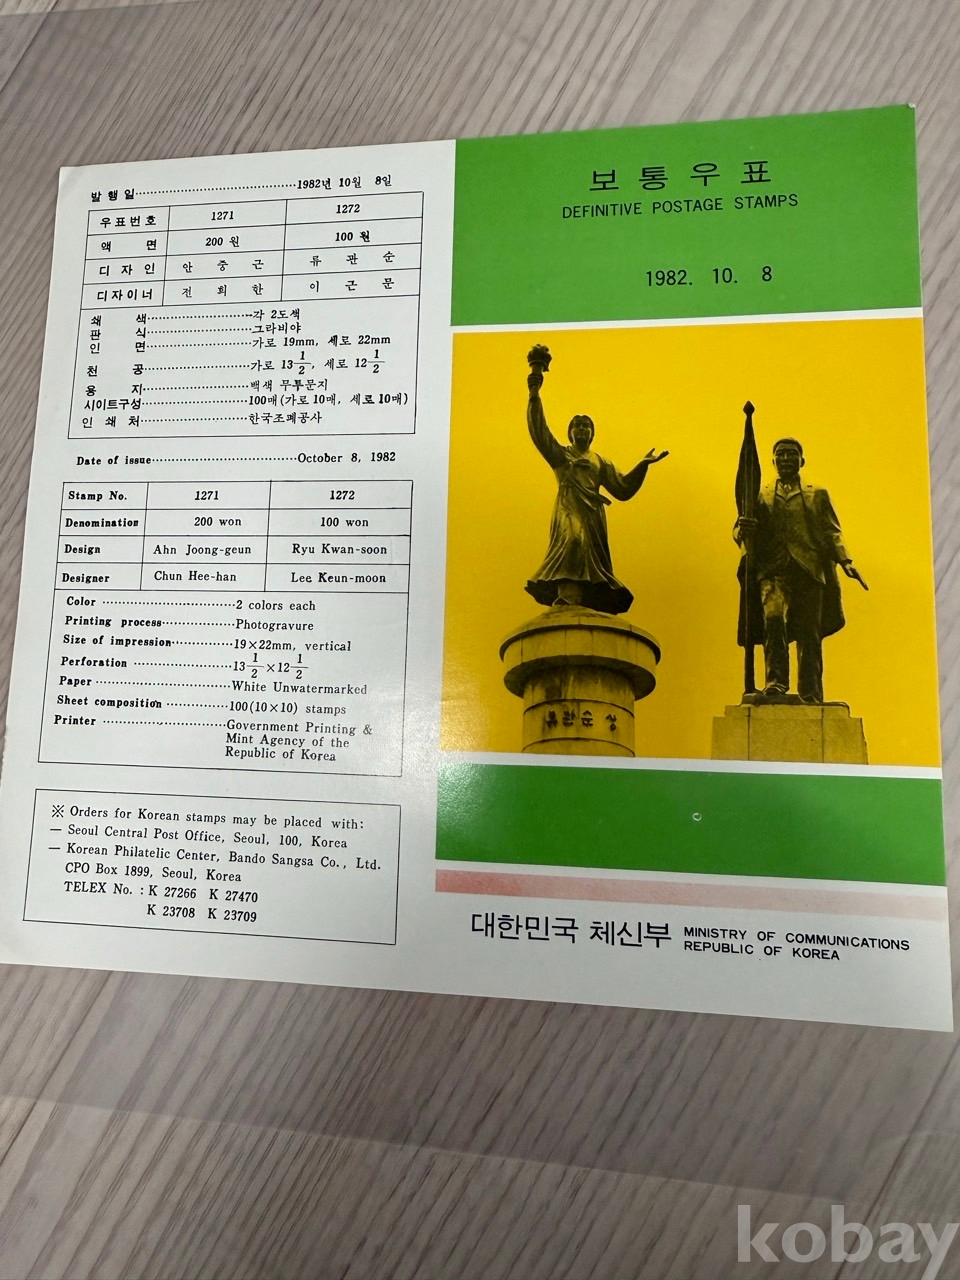 발행일……………1982년 10월 8일
우표번호 1271 1272
액면 200 원 100 원
디자인 안중근 류관순
디자이너 전희한 이근문
쇄색……………각 2도색
판식……………그라비야
인면……………가로 19mm, 세로 22mm
천공……………가로 13 1/2, 세로 12 1/2
용지……………백색 무투문지
시이트구성……………100매(가로 10매, 세로 10매)
인쇄처……………한국조폐공사
Date of issue……………October 8, 1982
Stamp No. 1271 1272
Denomination 200 won 100 won
Design Ahn Joong-geun Ryu Kwan-soon
Designer Chun Hee-han Lee Keun-moon
Color ……………2 colors each
Printing process……………Photogravure
Size of impression……………19×22mm, vertical
Perforation ……………13 1/2×12 1/2
Paper……………White Unwatermarked
Sheet composition……………100(10×10) stamps
Printer ……………Government Printing &
Mint Agency of the
Republic of Korea
※ Orders for Korean stamps may be placed with:
— Seoul Central Post Office, Seoul, 100, Korea
— Korean Philatelic Center, Bando Sangsa Co., Ltd.
CPO Box 1899, Seoul, Korea
TELEX No. : K 27266 K 27470
K 23708 K 23709
보통우표
DEFINITIVE POSTAGE STAMPS
1982. 10. 8
유관순상
대한민국 체신부
MINISTRY OF COMMUNICATIONS
REPUBLIC OF KOREA
kobay